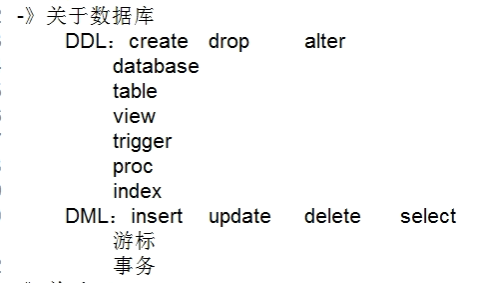 -》关于数据库
DDL：create drop alter
database
table
view
trigger
proc
index
DML：insert update delete select
游标
事务